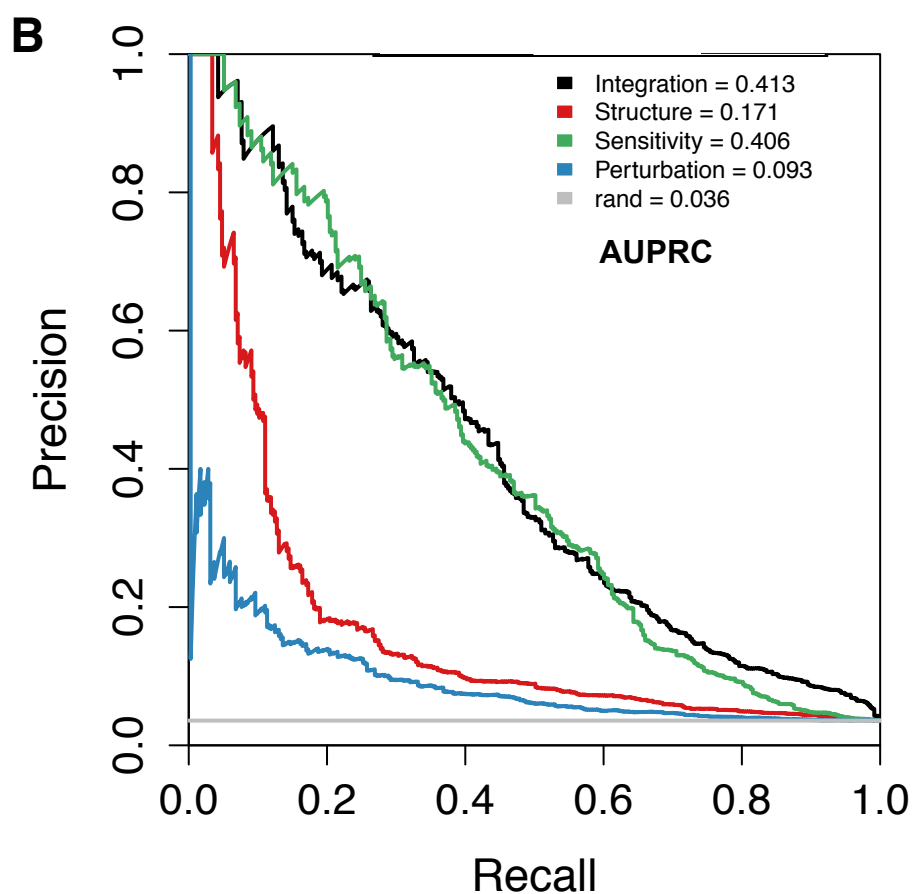 B
Integration = 0.413
Structure = 0.171
Sensitivity = 0.406
Perturbation = 0.093
rand = 0.036
AUPRC
Precision
1.0
0.8
0.6
0.4
0.2
0.0
0.0 0.2 0.4 0.6 0.8 1.0
Recall